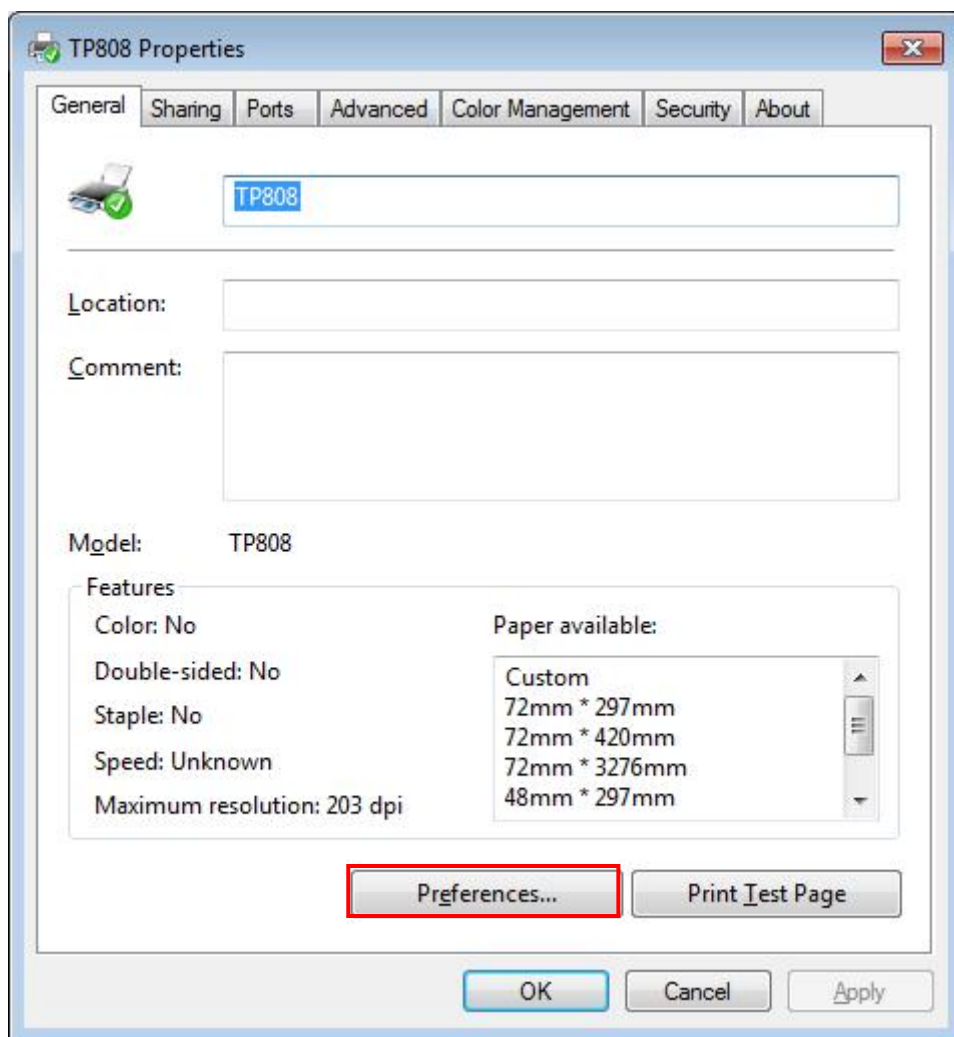 TP808 Properties
General Sharing Ports Advanced Color Management Security About
TP808
Location:
Comment:
Model: TP808
Features
Color: No
Paper available:
Double-sided: No
Staple: No
Speed: Unknown
Maximum resolution: 203 dpi
Custom
72mm * 297mm
72mm * 420mm
72mm * 3276mm
48mm * 297mm
Preferences... Print Test Page
OK Cancel Apply